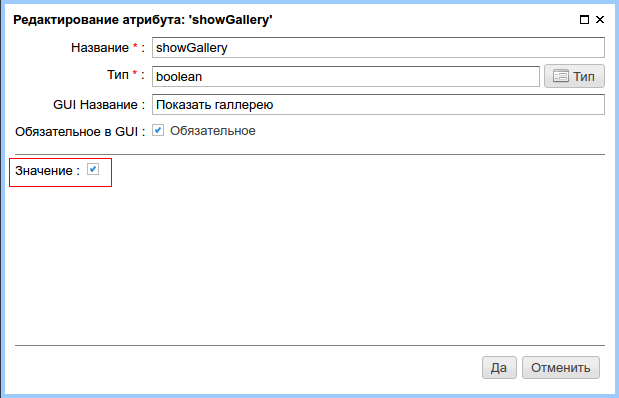 Редактирование атрибута: 'showGallery'
Название * : showGallery
Тип * : boolean Тип
GUI Название : Показать галлерею
Обязательное в GUI : Обязательное
Значение :
Да Отменить